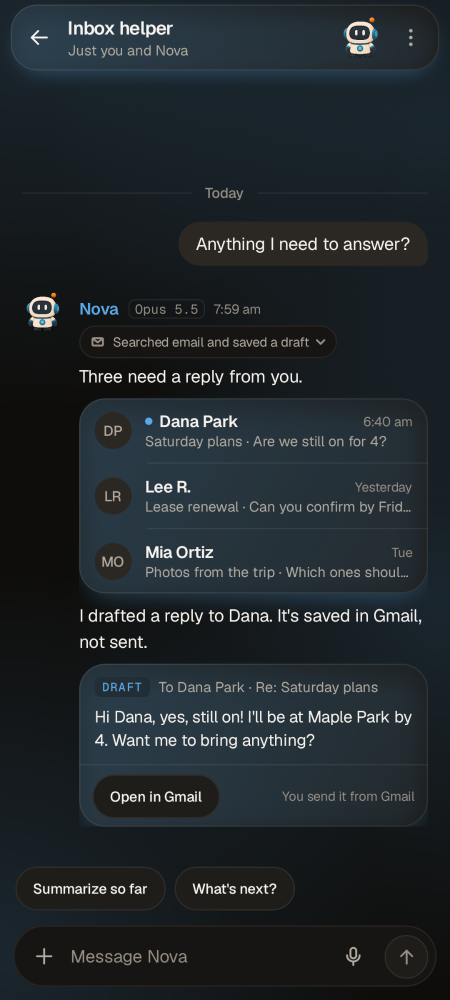 Inbox helper
Just you and Nova
Today
Anything I need to answer?
Nova Opus 5.5 7:59 am
Searched email and saved a draft
Three need a reply from you.
DP Dana Park 6:40 am
Saturday plans · Are we still on for 4?
LR Lee R. Yesterday
Lease renewal · Can you confirm by Frid...
MO Mia Ortiz Tue
Photos from the trip · Which ones shoul...
I drafted a reply to Dana. It's saved in Gmail,
not sent.
DRAFT To Dana Park · Re: Saturday plans
Hi Dana, yes, still on! I'll be at Maple Park by
4. Want me to bring anything?
Open in Gmail You send it from Gmail
Summarize so far What's next?
Message Nova